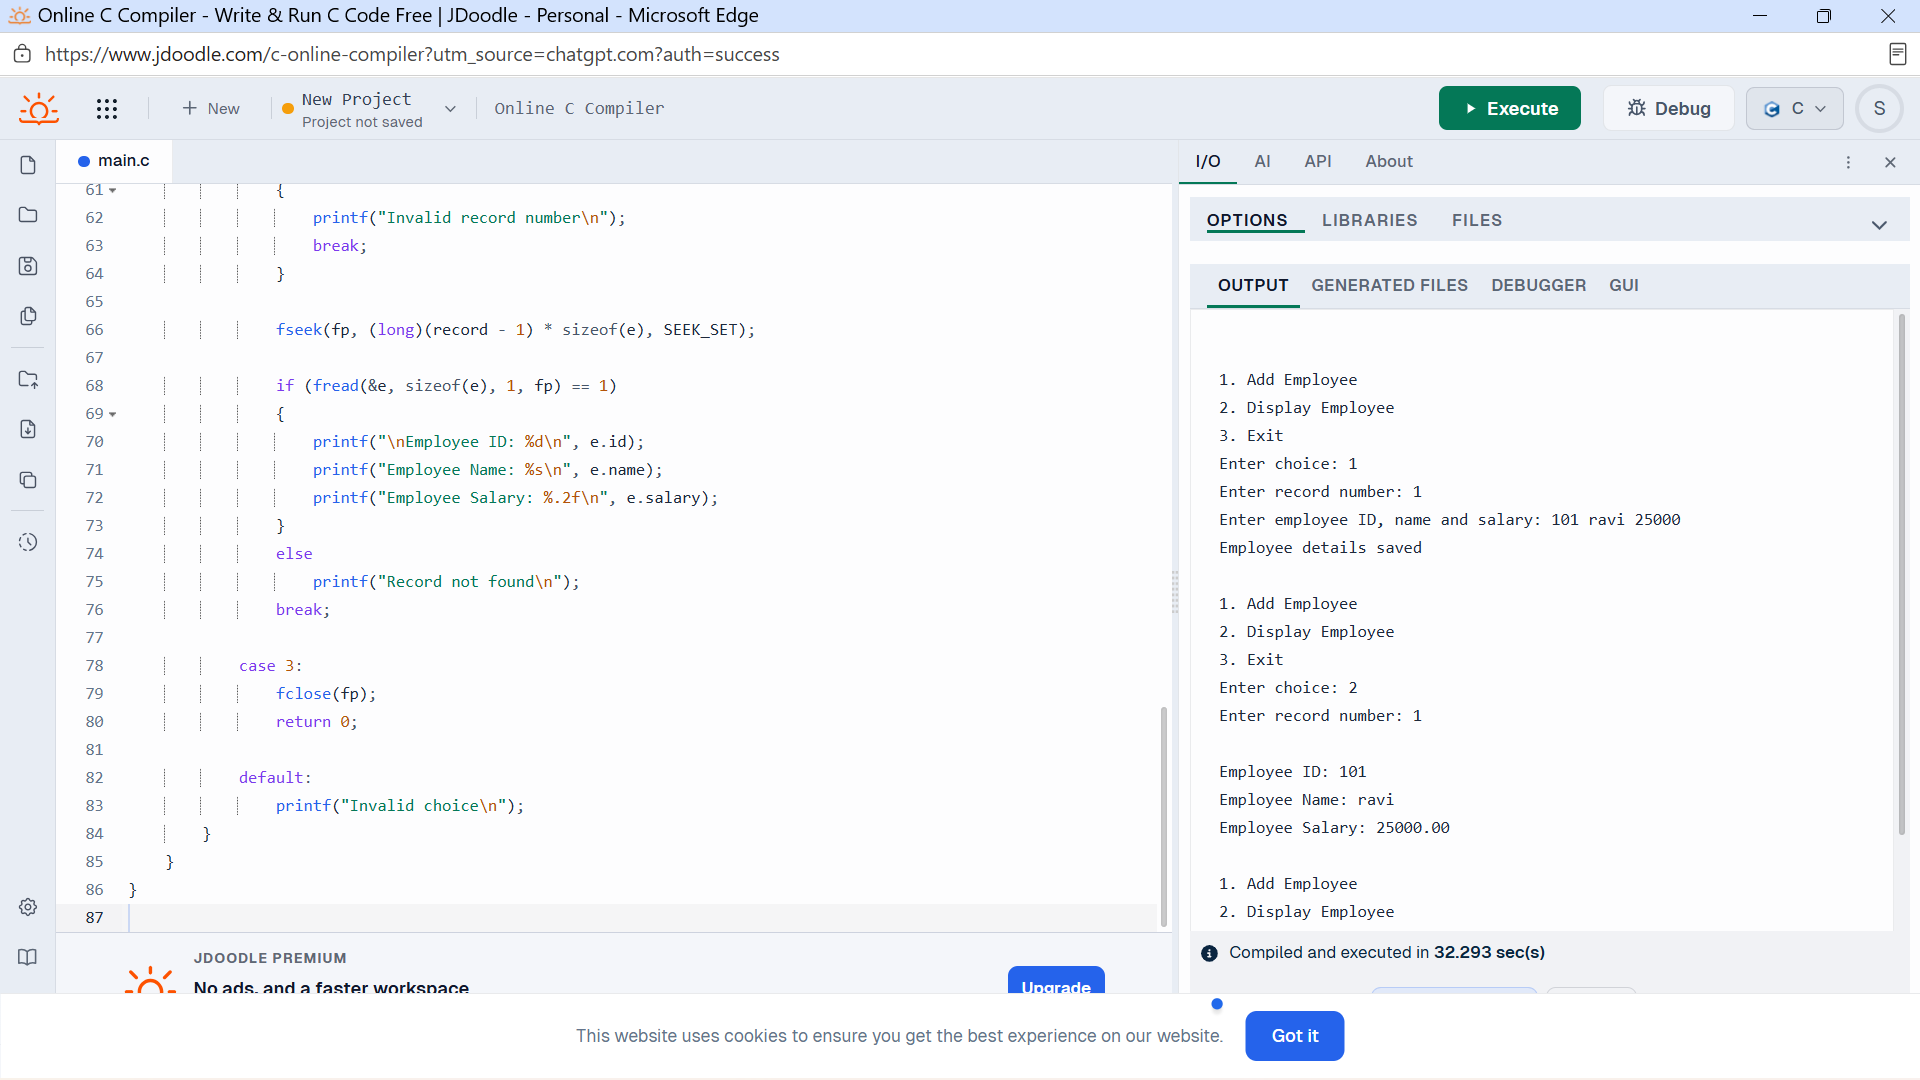 Online C Compiler - Write & Run C Code Free | JDoodle - Personal - Microsoft Edge
https://www.jdoodle.com/c-online-compiler?utm_source=chatgpt.com?auth=success
New
New Project
Project not saved
Online C Compiler
Execute
Debug
C
S
main.c
61 {
62 printf("Invalid record number\n");
63 break;
64 }
65
66 fseek(fp, (long)(record - 1) * sizeof(e), SEEK_SET);
67
68 if (fread(&e, sizeof(e), 1, fp) == 1)
69 {
70 printf("\nEmployee ID: %d\n", e.id);
71 printf("Employee Name: %s\n", e.name);
72 printf("Employee Salary: %.2f\n", e.salary);
73 }
74 else
75 printf("Record not found\n");
76 break;
77
78 case 3:
79 fclose(fp);
80 return 0;
81
82 default:
83 printf("Invalid choice\n");
84 }
85 }
86 }
87
I/O AI API About
OPTIONS LIBRARIES FILES
OUTPUT GENERATED FILES DEBUGGER GUI
1. Add Employee
2. Display Employee
3. Exit
Enter choice: 1
Enter record number: 1
Enter employee ID, name and salary: 101 ravi 25000
Employee details saved
1. Add Employee
2. Display Employee
3. Exit
Enter choice: 2
Enter record number: 1
Employee ID: 101
Employee Name: ravi
Employee Salary: 25000.00
1. Add Employee
2. Display Employee
Compiled and executed in 32.293 sec(s)
JDOODLE PREMIUM
No ads, and a faster workspace
Upgrade
This website uses cookies to ensure you get the best experience on our website.
Got it